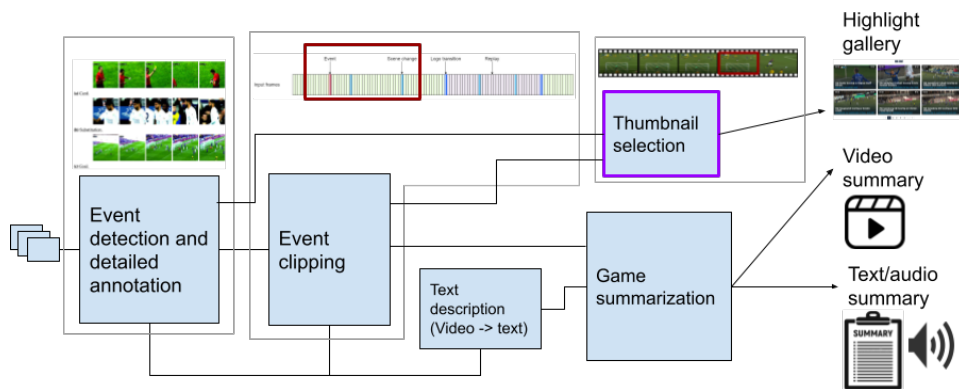 Highlight
gallery
Event
Scene change
Logo transition
Replay
Input frames
Thumbnail
selection
Video
summary
Event
detection and
detailed
annotation
Event
clipping
Game
summarization
Text
description
(Video -> text)
Text/audio
summary
SUMMARY